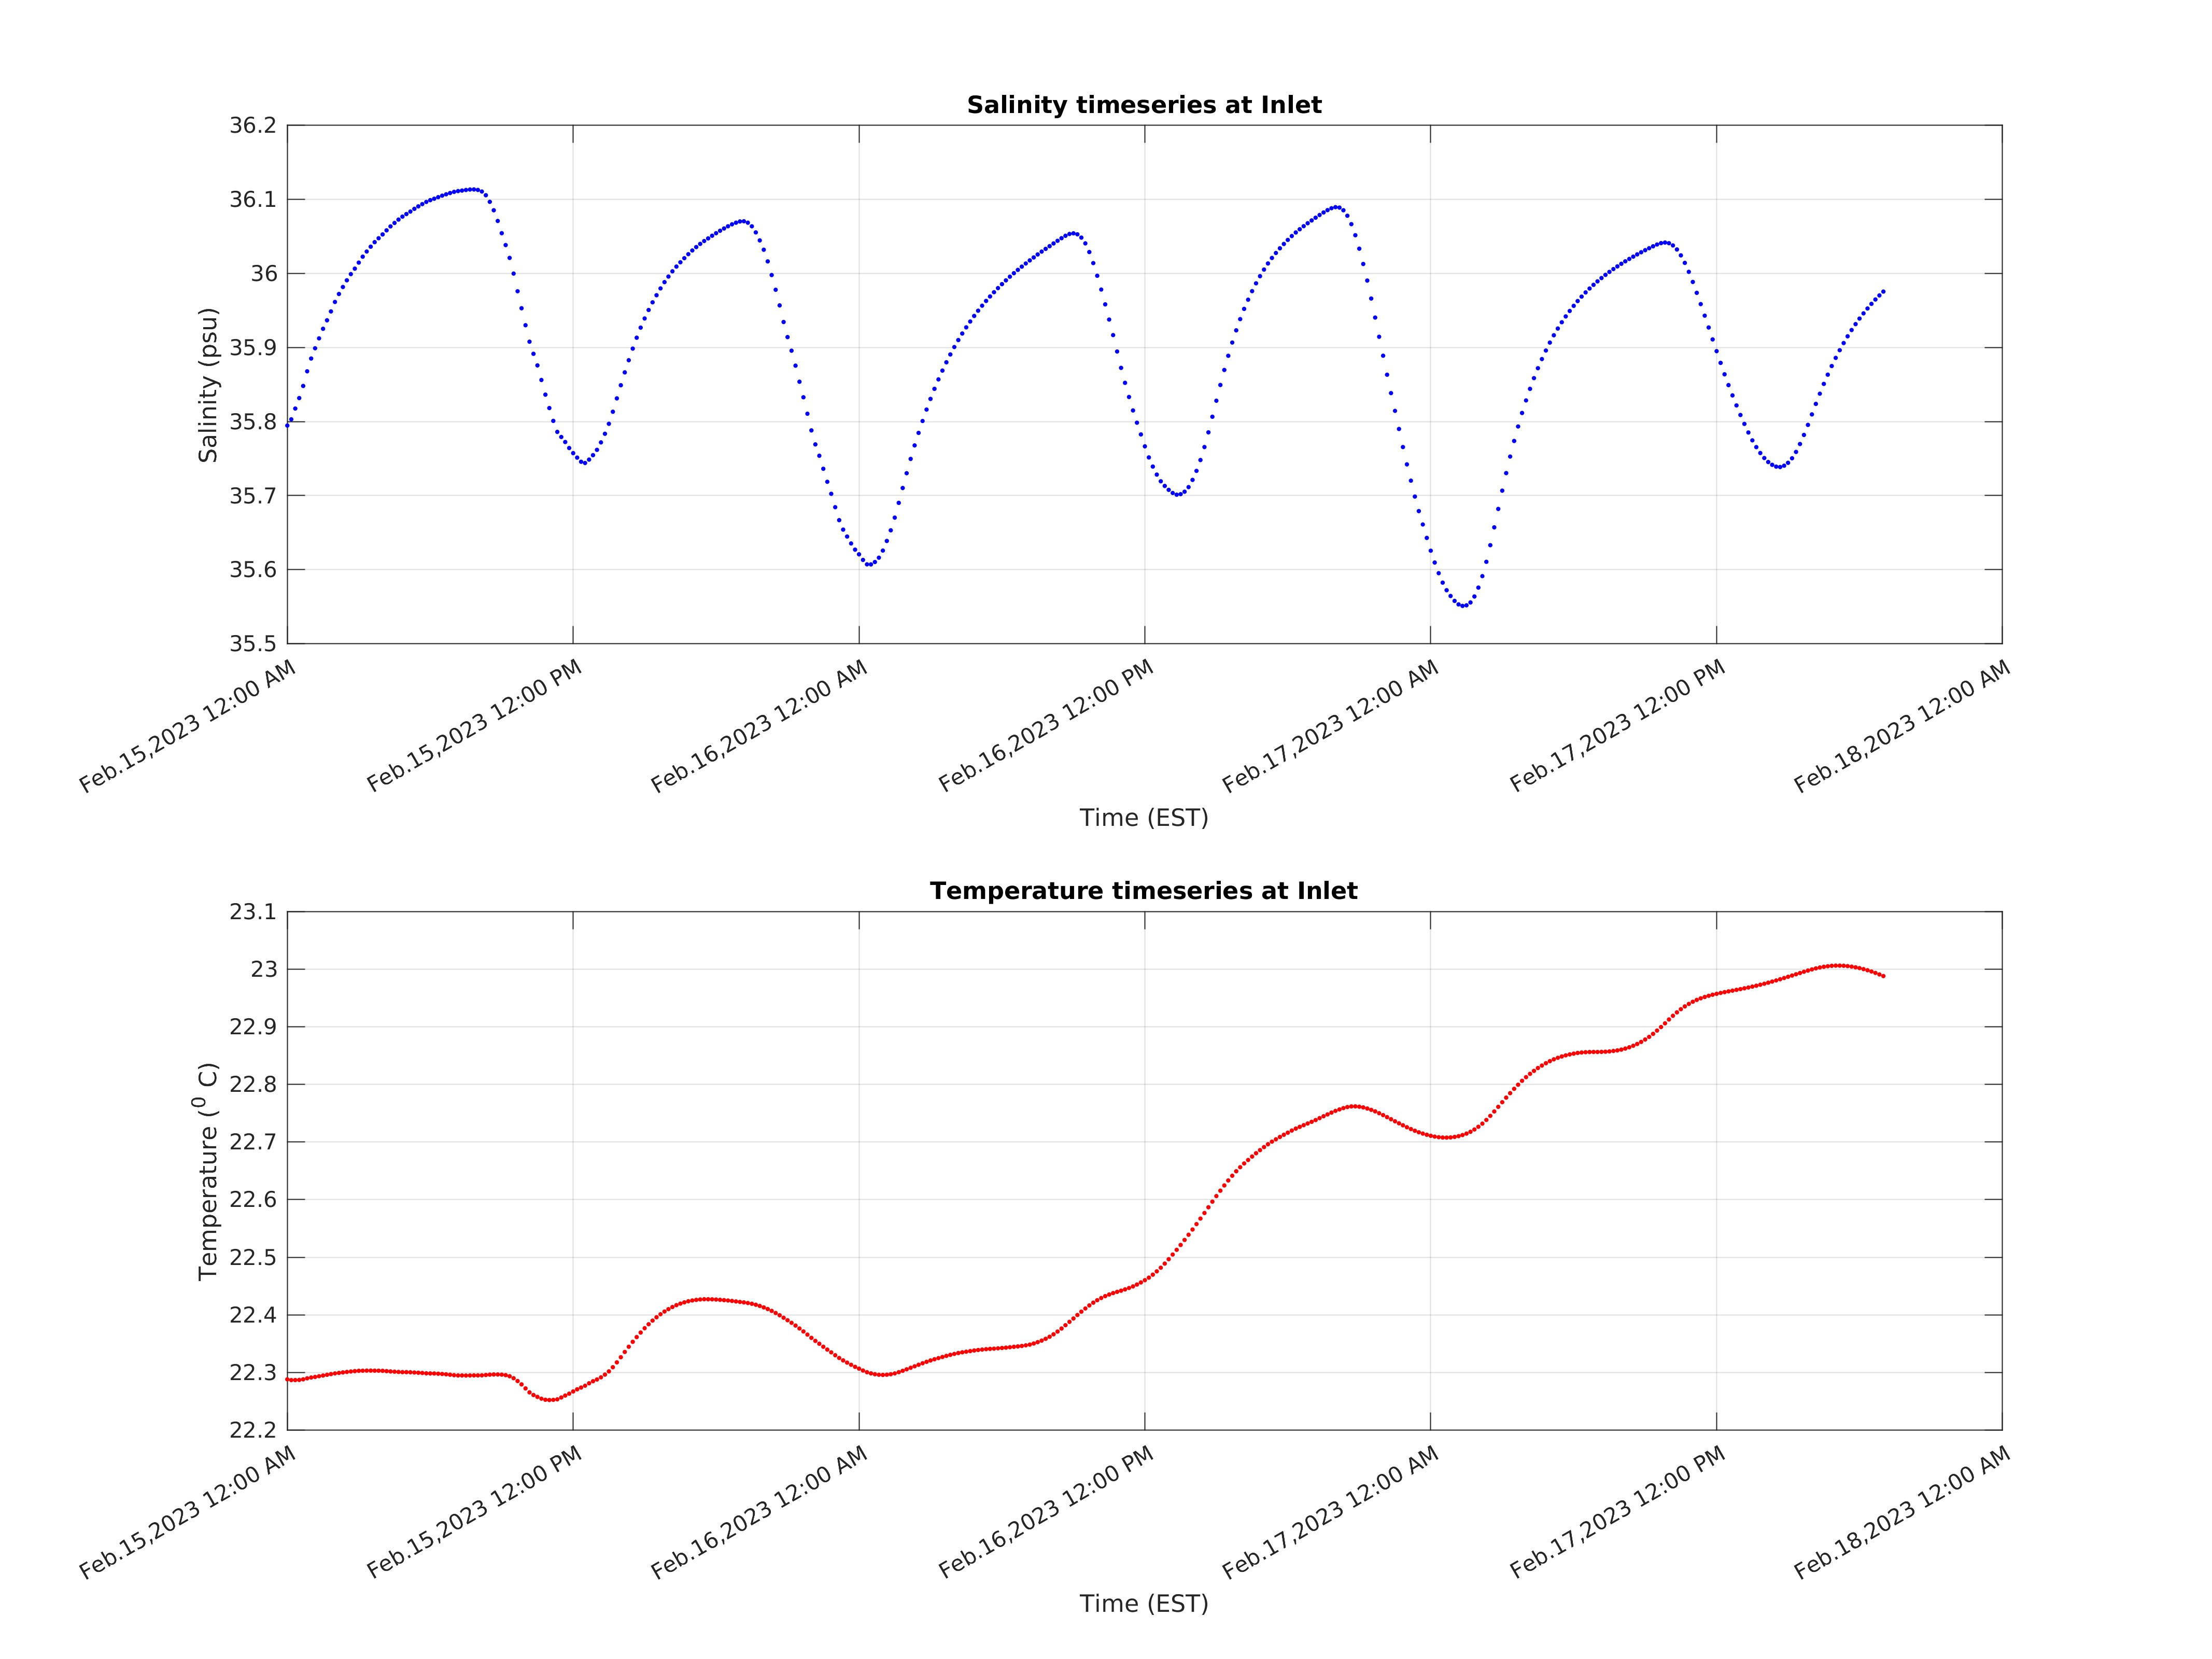 Salinity timeseries at Inlet
36.2
36.1
36
35.9
35.8
35.7
35.6
35.5
Salinity (psu)
Feb.15,2023 12:00 AM
Feb.15,2023 12:00 PM
Feb.16,2023 12:00 AM
Feb.16,2023 12:00 PM
Feb.17,2023 12:00 AM
Feb.17,2023 12:00 PM
Feb.18,2023 12:00 AM
Time (EST)
Temperature timeseries at Inlet
23.1
23
22.9
22.8
22.7
22.6
22.5
22.4
22.3
22.2
Temperature (⁰ C)
Feb.15,2023 12:00 AM
Feb.15,2023 12:00 PM
Feb.16,2023 12:00 AM
Feb.16,2023 12:00 PM
Feb.17,2023 12:00 AM
Feb.17,2023 12:00 PM
Feb.18,2023 12:00 AM
Time (EST)